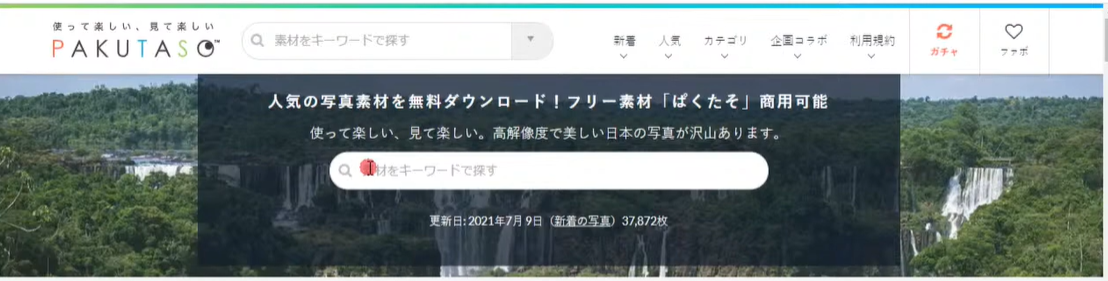 使って楽しい、見て楽しい
PAKUTASO™
素材をキーワードで探す
新着
人気
カテゴリ
企画コラボ
利用規約
ガチャ
ファボ
人気の写真素材を無料ダウンロード！フリー素材「ぱくたそ」商用可能
使って楽しい、見て楽しい。高解像度で美しい日本の写真が沢山あります。
材をキーワードで探す
更新日:2021年7月9日（新着の写真）37,872枚